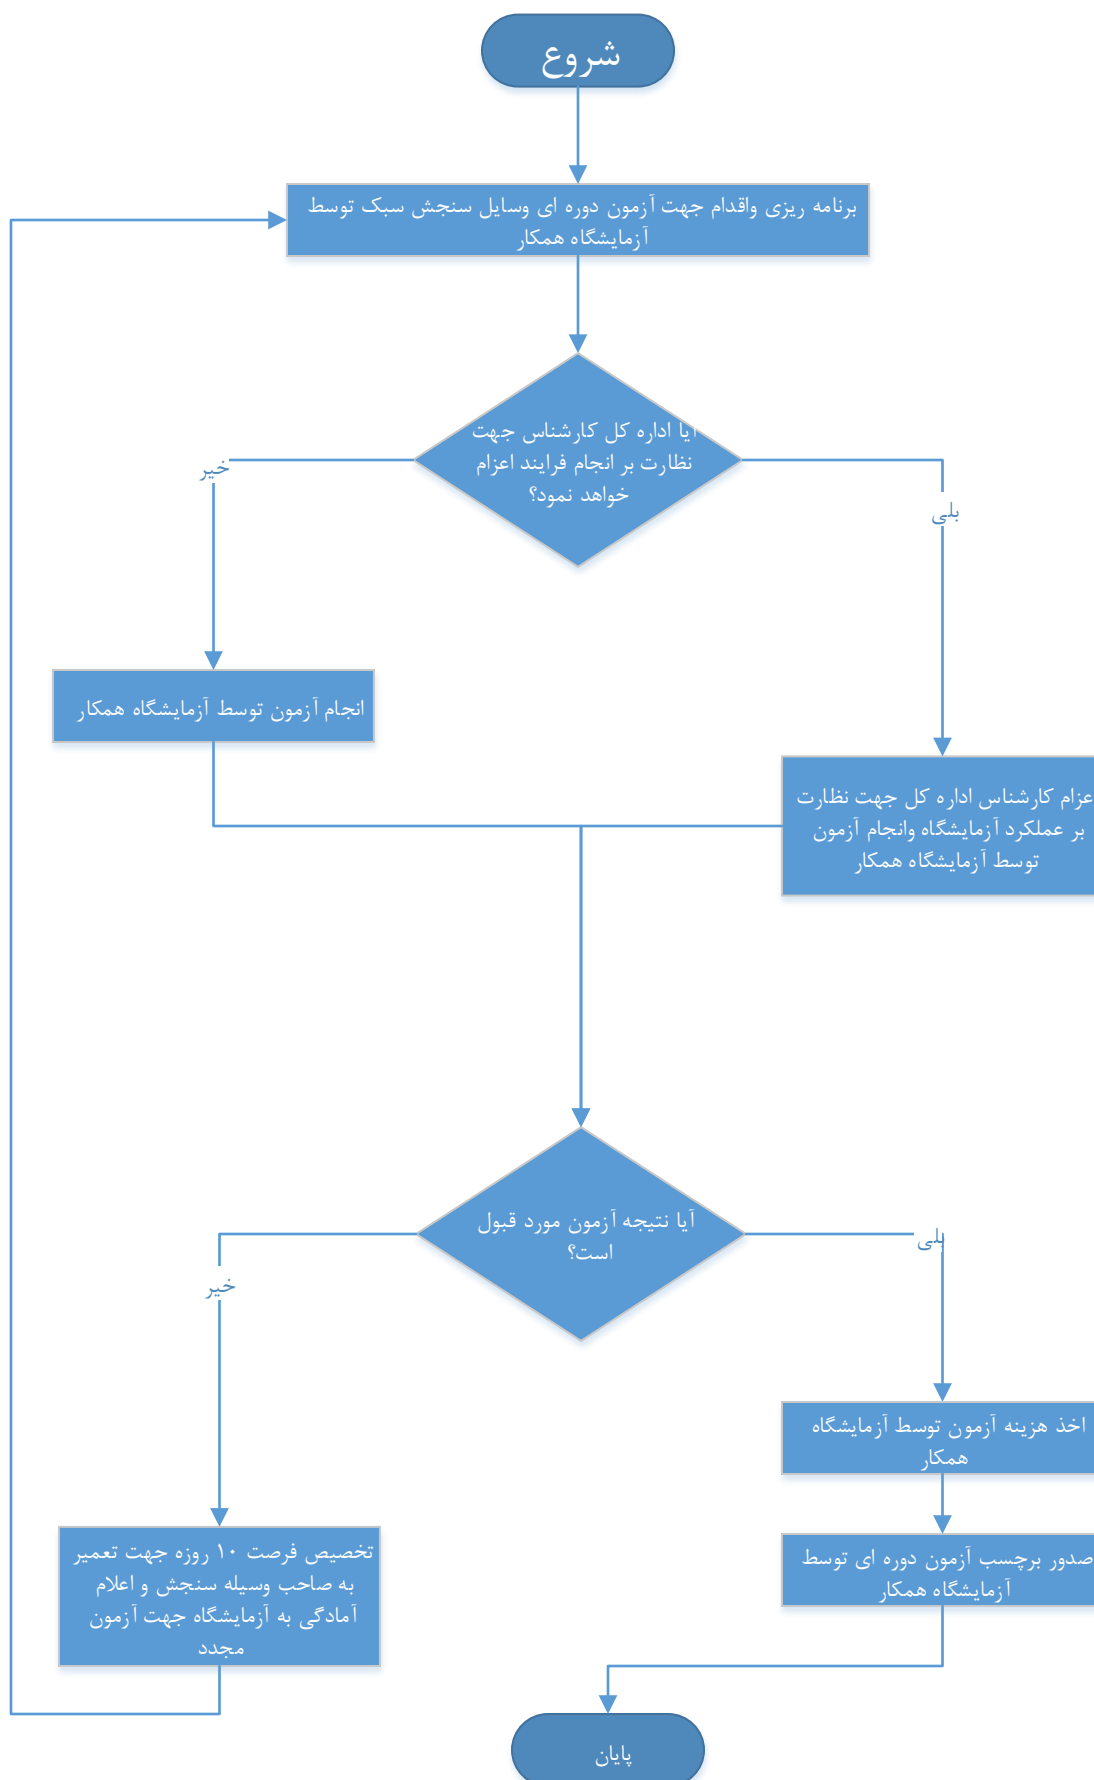 شروع
برنامه ریزی واقدام جهت آزمون دوره ای وسایل سنجش سبک توسط
آزمایشگاه همکار
آیا اداره کل کارشناس جهت
نظارت بر انجام فرایند اعزام
خواهد نمود؟
خیر
بلی
انجام آزمون توسط آزمایشگاه همکار
عزام کارشناس اداره کل جهت نظارت
بر عملکرد آزمایشگاه وانجام آزمون
توسط آزمایشگاه همکار
آیا نتیجه آزمون مورد قبول
است؟
بلی
خیر
اخذ هزینه آزمون توسط آزمایشگاه
همکار
صدور برچسب آزمون دوره ای توسط
آزمایشگاه همکار
تخصیص فرصت ۱۰ روزه جهت تعمیر
به صاحب وسیله سنجش و اعلام
آمادگی به آزمایشگاه جهت آزمون
مجدد
پایان